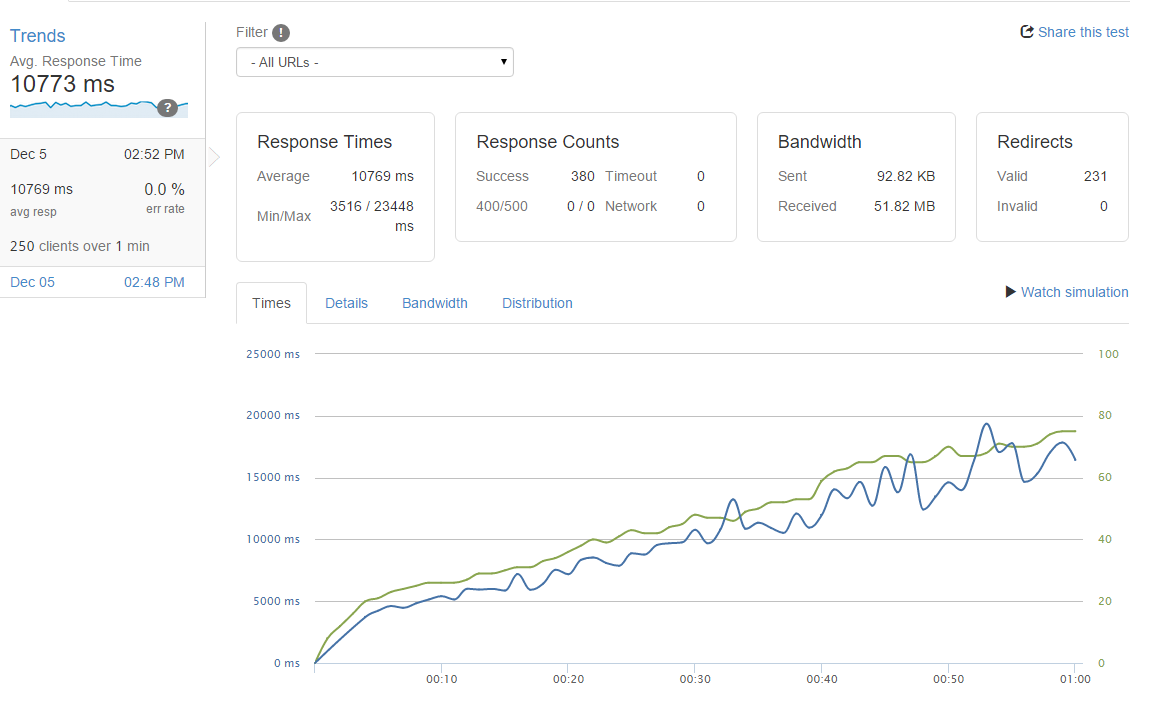 Trends
Avg. Response Time
10773 ms
?
Dec 5 02:52 PM
10769 ms 0.0 %
avg resp err rate
250 clients over 1 min
Dec 05 02:48 PM
Filter !
- All URLs -
Share this test
Response Times
Average 10769 ms
Min/Max 3516 / 23448
ms
Response Counts
Success 380 Timeout 0
400/500 0 / 0 Network 0
Bandwidth
Sent 92.82 KB
Received 51.82 MB
Redirects
Valid 231
Invalid 0
Times Details Bandwidth Distribution
Watch simulation
25000 ms 100
20000 ms 80
15000 ms 60
10000 ms 40
5000 ms 20
0 ms 0
00:10 00:20 00:30 00:40 00:50 01:00